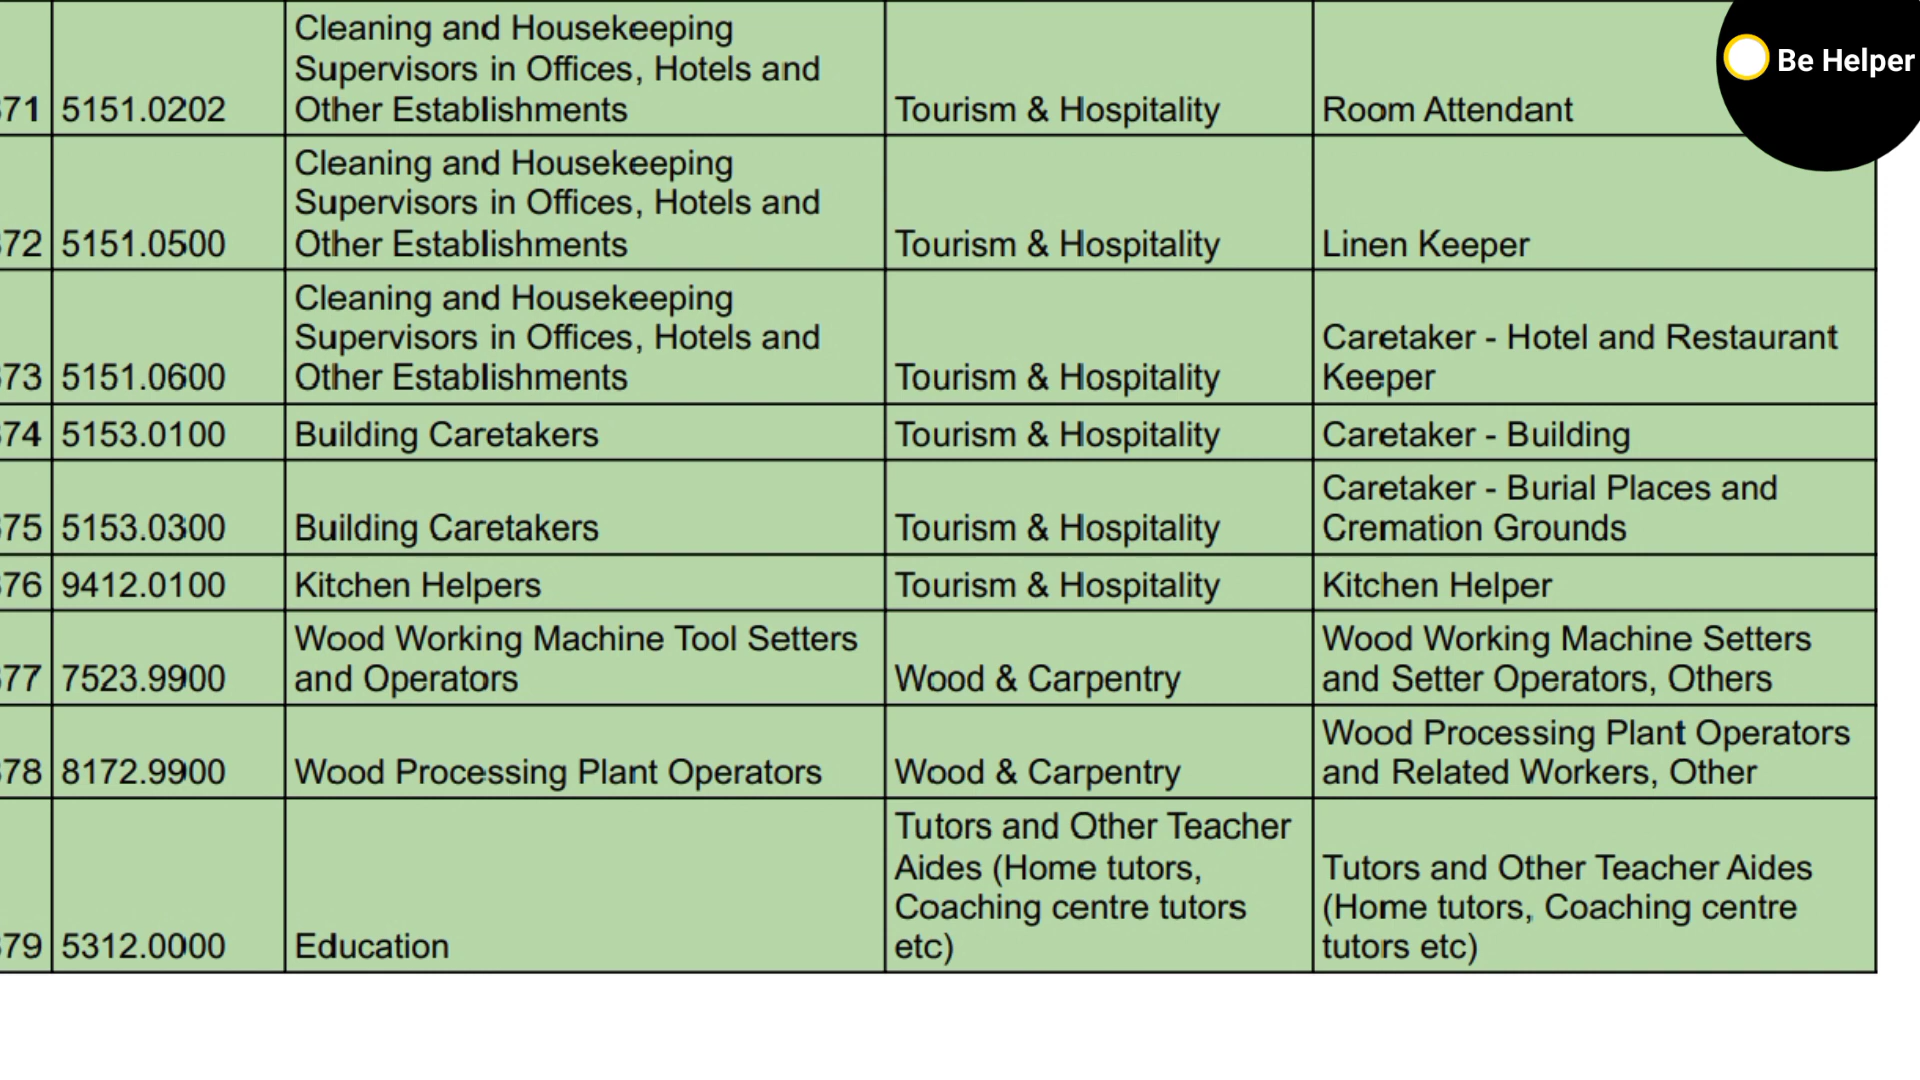 Be Helper
Cleaning and Housekeeping
Supervisors in Offices, Hotels and
71 5151.0202 Other Establishments Tourism & Hospitality Room Attendant
Cleaning and Housekeeping
Supervisors in Offices, Hotels and
72 5151.0500 Other Establishments Tourism & Hospitality Linen Keeper
Cleaning and Housekeeping
Supervisors in Offices, Hotels and Caretaker - Hotel and Restaurant
73 5151.0600 Other Establishments Tourism & Hospitality Keeper
74 5153.0100 Building Caretakers Tourism & Hospitality Caretaker - Building
Caretaker - Burial Places and
75 5153.0300 Building Caretakers Tourism & Hospitality Cremation Grounds
76 9412.0100 Kitchen Helpers Tourism & Hospitality Kitchen Helper
Wood Working Machine Tool Setters Wood Working Machine Setters
77 7523.9900 and Operators Wood & Carpentry and Setter Operators, Others
Wood Processing Plant Operators
78 8172.9900 Wood Processing Plant Operators Wood & Carpentry and Related Workers, Other
Tutors and Other Teacher
Aides (Home tutors, Tutors and Other Teacher Aides
Coaching centre tutors (Home tutors, Coaching centre
79 5312.0000 Education etc) tutors etc)